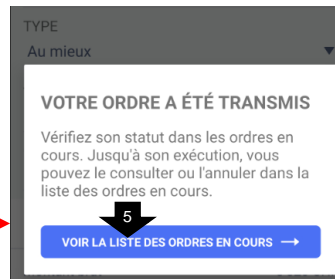 TYPE
Au mieux
VOTRE ORDRE A ÉTÉ TRANSMIS
Vérifiez son statut dans les ordres en
cours. Jusqu'à son exécution, vous
pouvez le consulter ou l'annuler dans la
liste des ordres en cours.
5
VOIR LA LISTE DES ORDRES EN COURS →